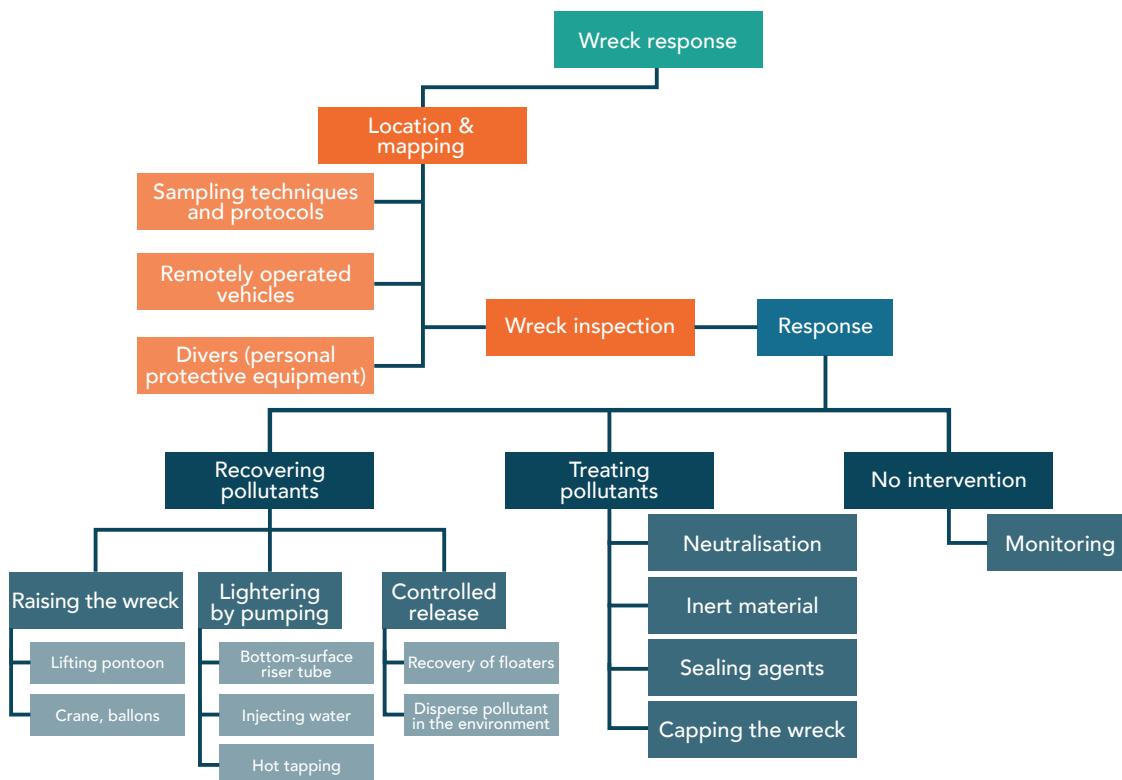 Wreck response
Location &
mapping
Sampling techniques
and protocols
Remotely operated
vehicles
Divers (personal
protective equipment)
Wreck inspection
Response
Recovering
pollutants
Treating
pollutants
No intervention
Raising the wreck
Lifting pontoon
Crane, ballons
Lightering
by pumping
Bottom-surface
riser tube
Injecting water
Hot tapping
Controlled
release
Recovery of floaters
Disperse pollutant
in the environment
Neutralisation
Inert material
Sealing agents
Capping the wreck
Monitoring